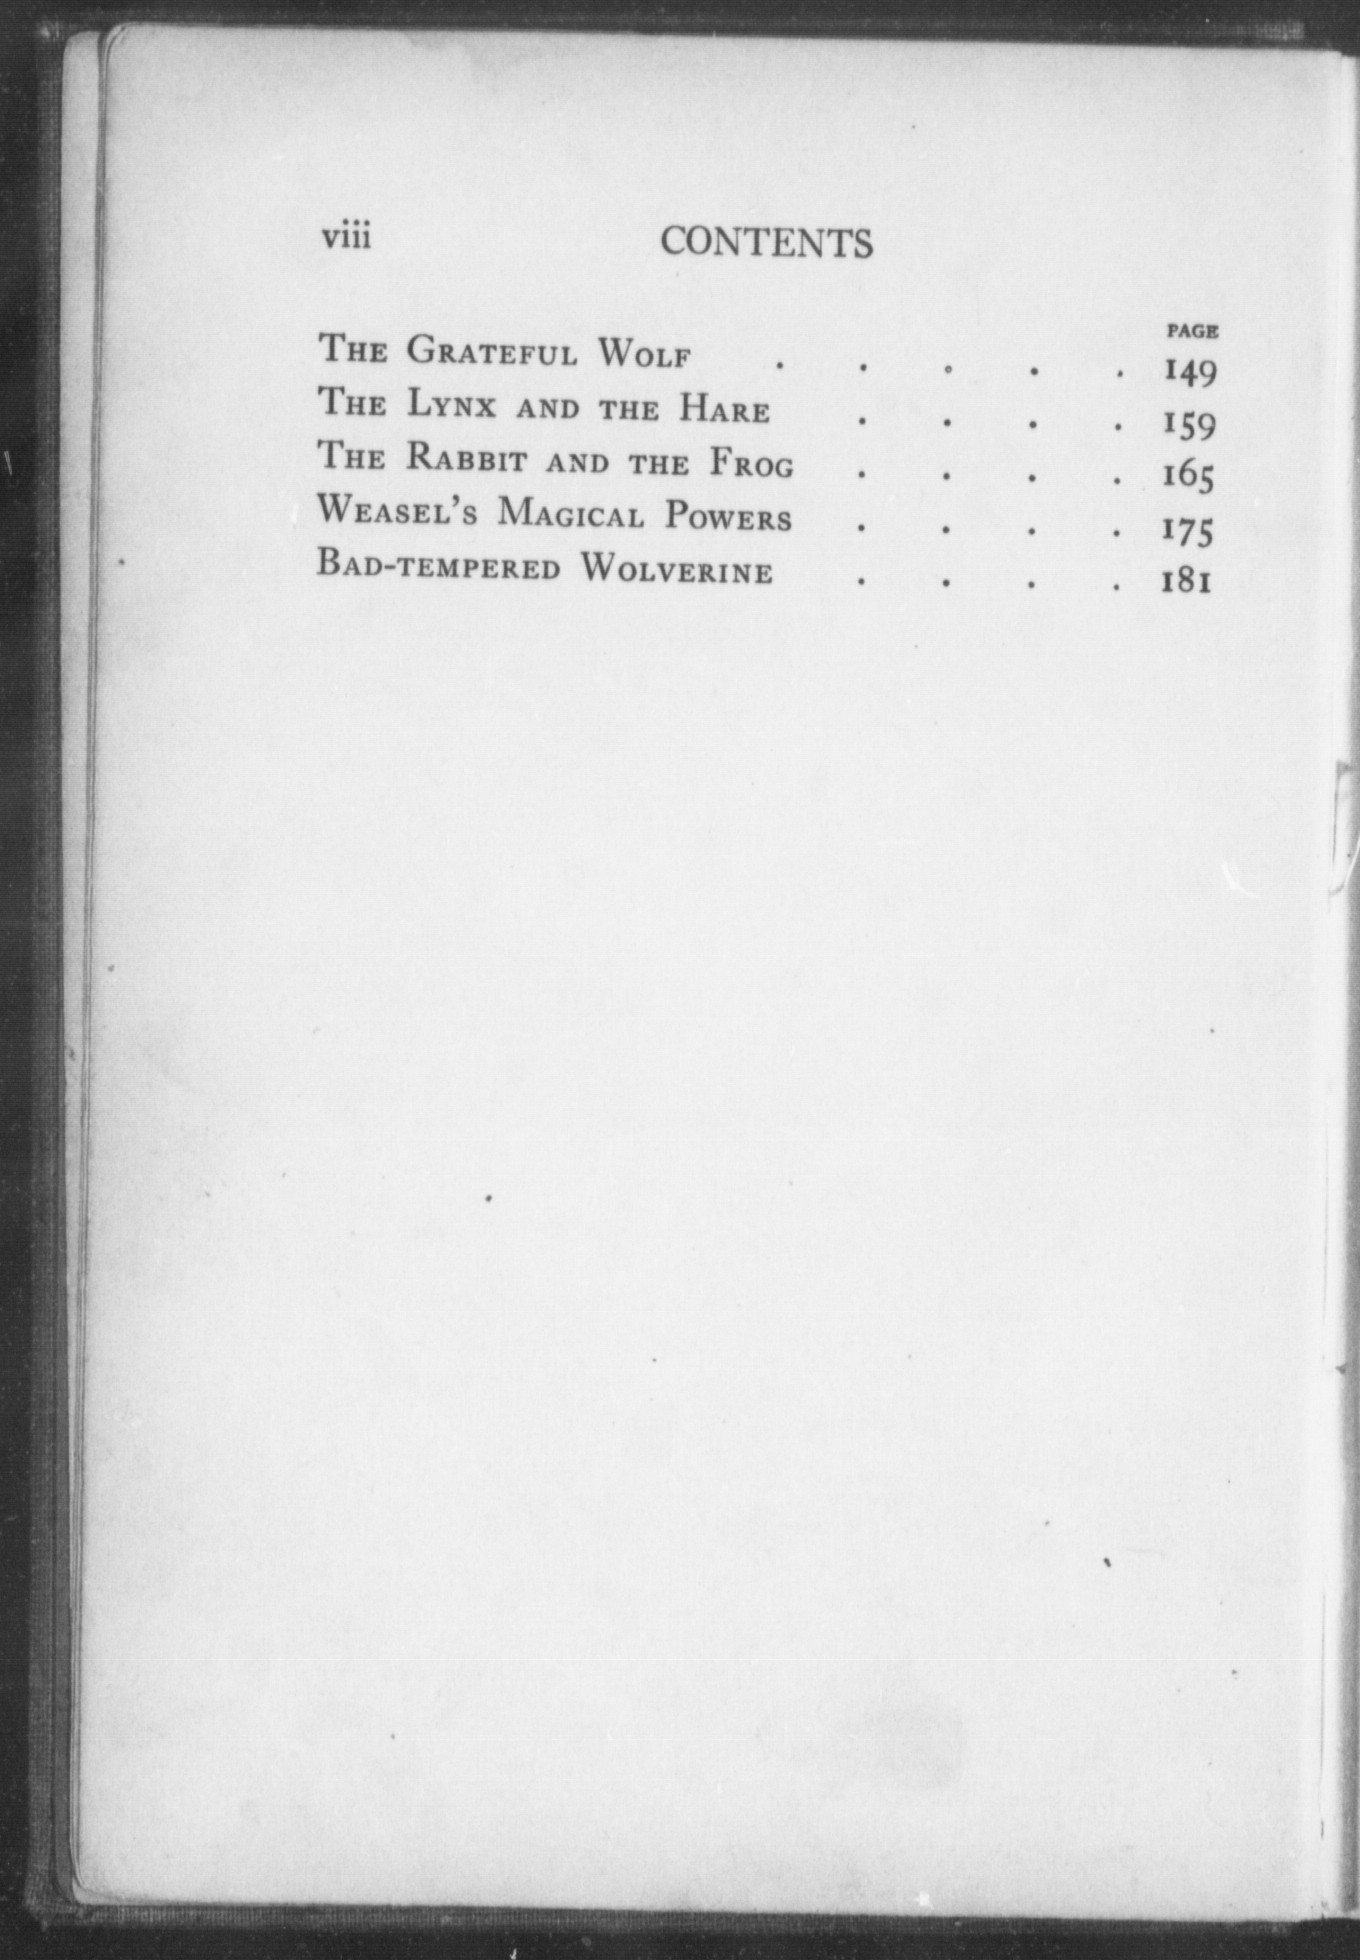 viii CONTENTS
PAGE
The Grateful Wolf . . . . . 149
The Lynx and the Hare . . . . 159
The Rabbit and the Frog . . . . 165
Weasel's Magical Powers . . . . 175
Bad-tempered Wolverine . . . . 181